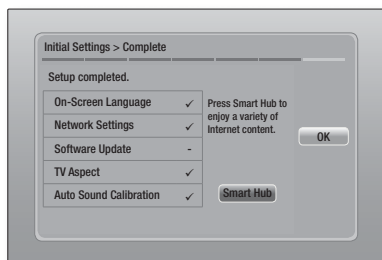 Initial Settings > Complete
Setup completed.
On-Screen Language ✓
Network Settings ✓
Software Update -
TV Aspect ✓
Auto Sound Calibration ✓
Press Smart Hub to
enjoy a variety of
Internet content.
Smart Hub
OK